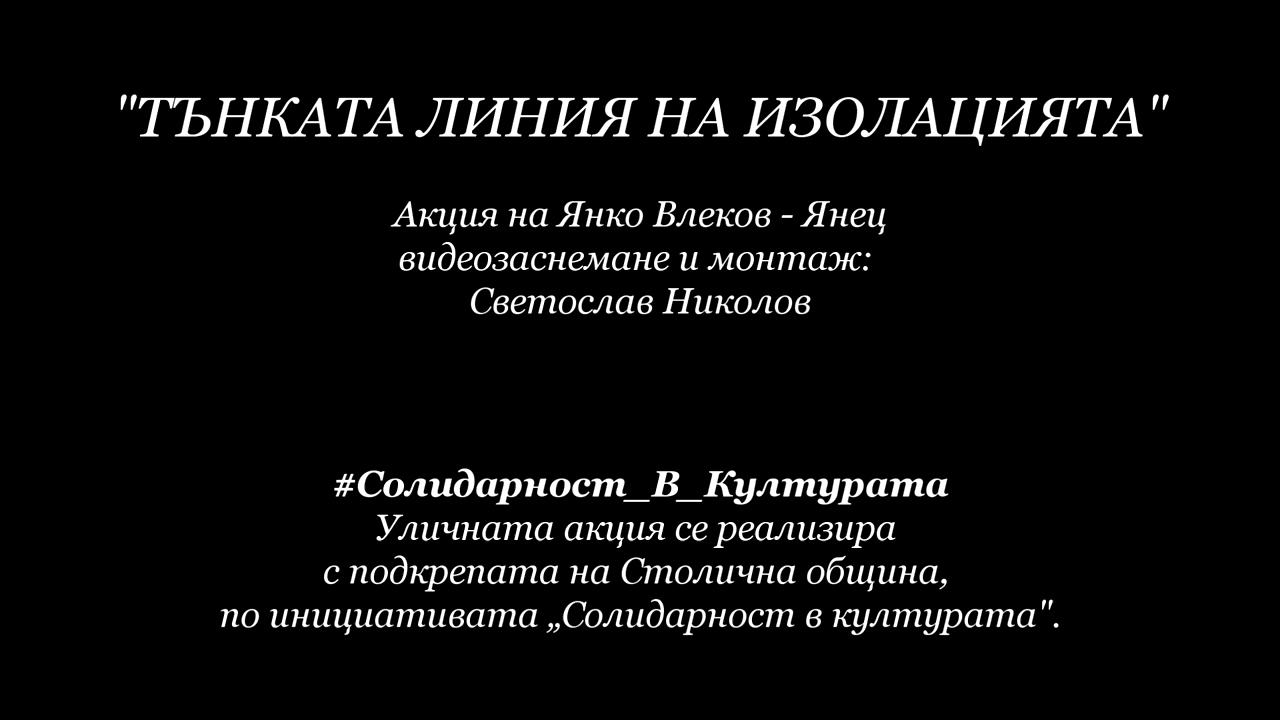 "ТЪНКАТА ЛИНИЯ НА ИЗОЛАЦИЯТА"
Акция на Янко Влеков - Янец
видеозаснемане и монтаж:
Светослав Николов
#Солидарност_В_Културата
Уличната акция се реализира
с подкрепата на Столична община,
по инициативата „Солидарност в културата".